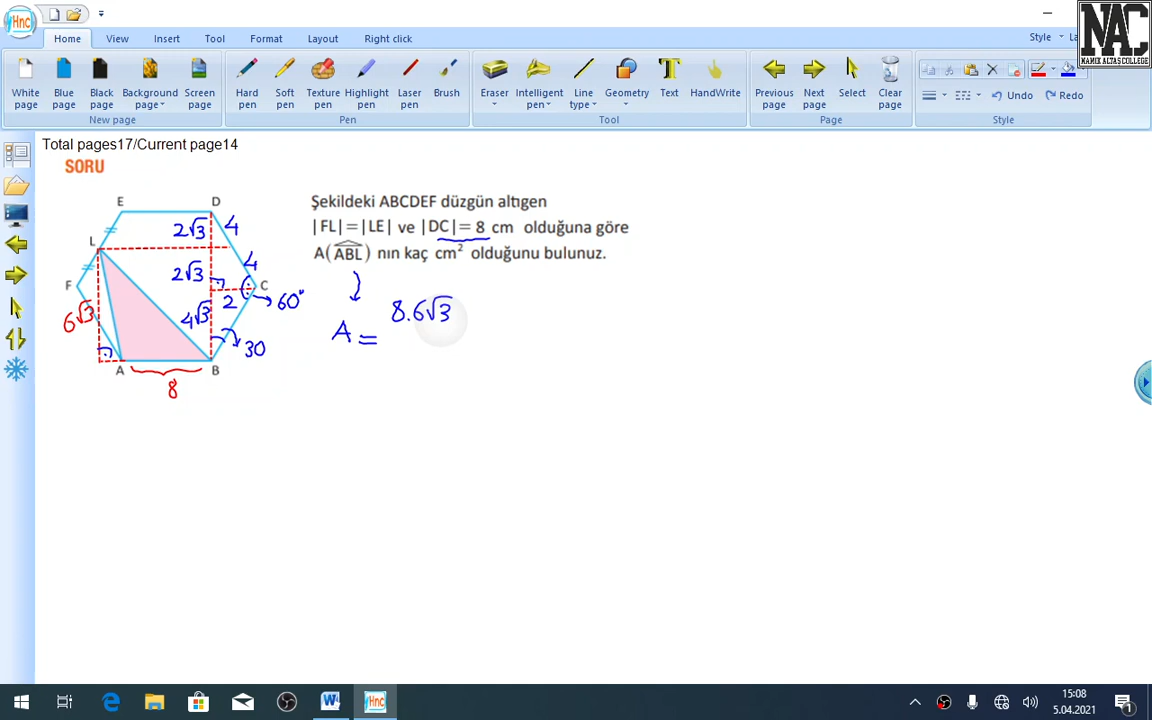 Hnc
Style
NAC
NAMIK ALTAS COLLEGE
Home View Insert Tool Format Layout Right click
White page
Blue page
Black page
Background page
Screen page
Hard pen
Soft pen
Texture pen
Highlight pen
Laser pen
Brush
Eraser
Intelligent pen
Line type
Geometry
Text
HandWrite
Previous page
Next page
Select
Clear page
Undo
Redo
New page
Pen
Tool
Page
Style
Total pages17/Current page14
SORU
E D
Şekildeki ABCDEF düzgün altıgen
|FL|=|LE| ve |DC|= 8 cm olduğuna göre
A(ABL) nın kaç cm² olduğunu bulunuz.
2√3 4
L
4
2√3
F C
2 60°
6√3
4√3
30
A B
8
A = 8.6√3
15:08
5.04.2021
1